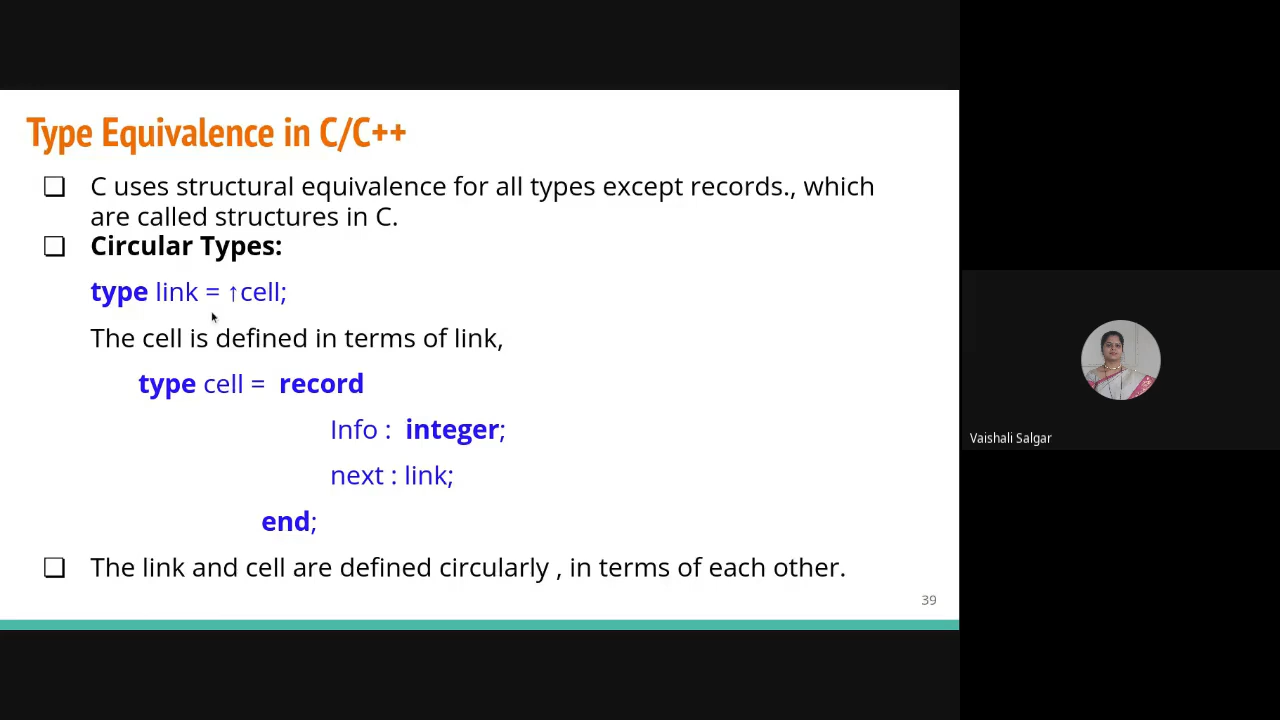 Type Equivalence in C/C++
❏ C uses structural equivalence for all types except records., which
are called structures in C.
❏ Circular Types:
type link = ↑cell;
The cell is defined in terms of link,
type cell = record
Info : integer;
next : link;
end;
❏ The link and cell are defined circularly , in terms of each other.
39
Vaishali Salgar